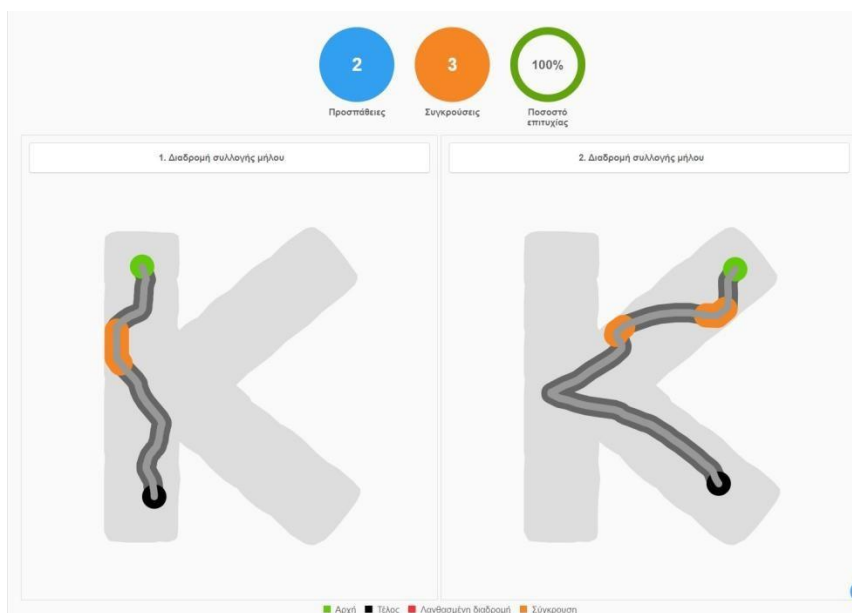 2
3
100%
Προσπάθειες
Συγκρούσεις
Ποσοστό
επιτυχίας
1. Διαδρομή συλλογής μήλου
2. Διαδρομή συλλογής μήλου
Αρχή Τέλος Λανθασμένη διαδρομή Σύγκρουση